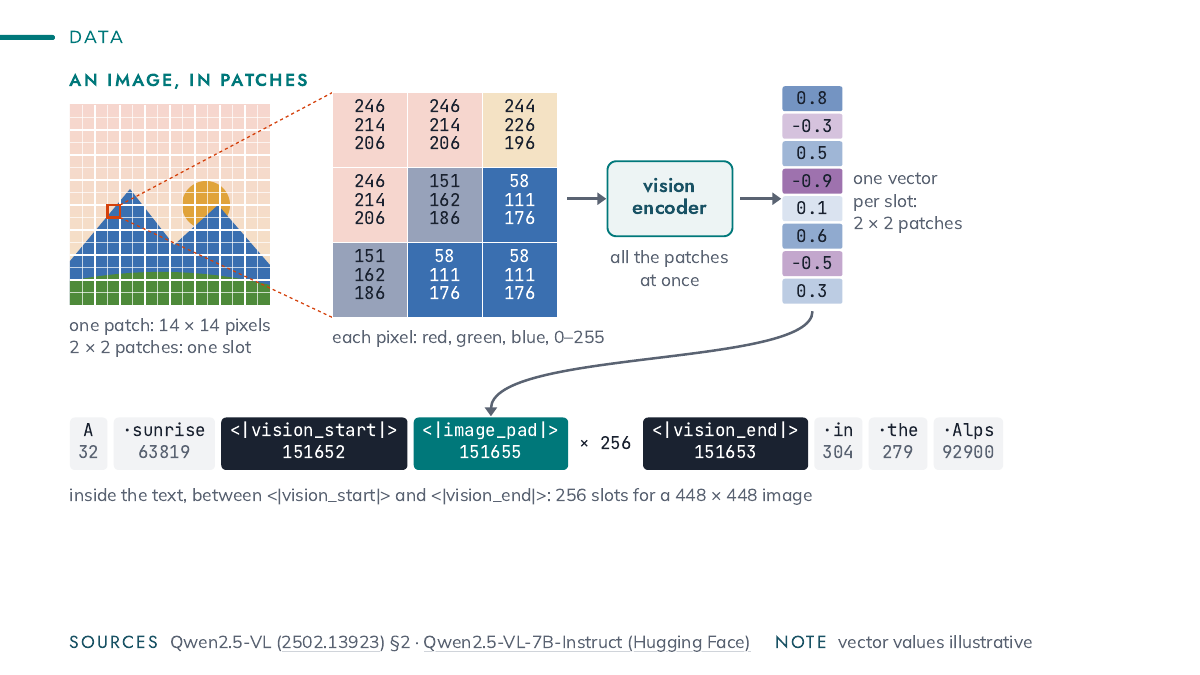 DATA
AN IMAGE, IN PATCHES
246 246 244
214 214 226
206 206 196
246 151 58
214 162 111
206 186 176
151 58 58
162 111 111
186 176 176
one patch: 14 × 14 pixels
2 × 2 patches: one slot
each pixel: red, green, blue, 0–255
vision
encoder
all the patches
at once
0.8
-0.3
0.5
-0.9
0.1
0.6
-0.5
0.3
one vector
per slot:
2 × 2 patches
A ·sunrise <|vision_start|> <|image_pad|> × 256 <|vision_end|> ·in ·the ·Alps
32 63819 151652 151655 151653 304 279 92900
inside the text, between <|vision_start|> and <|vision_end|>: 256 slots for a 448 × 448 image
SOURCES Qwen2.5-VL (2502.13923) §2 · Qwen2.5-VL-7B-Instruct (Hugging Face) NOTE vector values illustrative